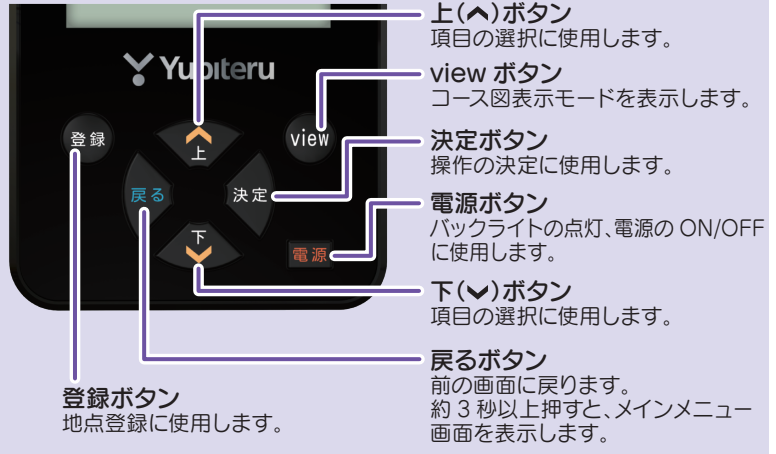 Yupiteru
登録
上
view
戻る
決定
下
電源
上(︿)ボタン
項目の選択に使用します。
view ボタン
コース図表示モードを表示します。
決定ボタン
操作の決定に使用します。
電源ボタン
バックライトの点灯、電源の ON/OFF
に使用します。
下(﹀)ボタン
項目の選択に使用します。
戻るボタン
前の画面に戻ります。
約 3 秒以上押すと、メインメニュー
画面を表示します。
登録ボタン
地点登録に使用します。